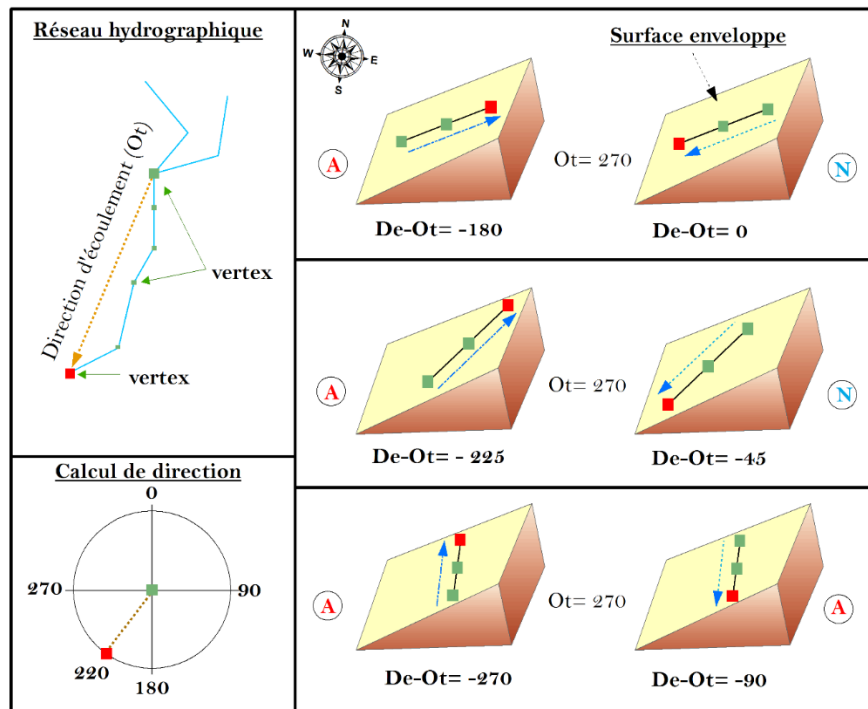 Réseau hydrographique
Direction d'écoulement (Ot)
vertex
vertex
Calcul de direction
0
270
90
220
180
N
W
E
S
Surface enveloppe
A
Ot= 270
N
De-Ot= -180
De-Ot= 0
A
Ot= 270
N
De-Ot= - 225
De-Ot= -45
A
Ot= 270
A
De-Ot= -270
De-Ot= -90